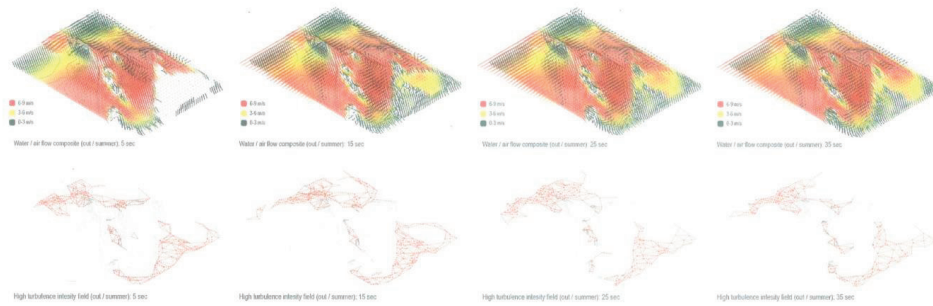 6-9 m/s
3-6 m/s
0-3 m/s
Water / air flow composite (out / summer): 5 sec
6-9 m/s
3-6 m/s
0-3 m/s
Water / air flow composite (out / summer): 15 sec
6-9 m/s
3-6 m/s
0-3 m/s
Water / air flow composite (out / summer): 25 sec
6-9 m/s
3-6 m/s
0-3 m/s
Water / air flow composite (out / summer): 35 sec
High turbulence intesity field (out / summer): 5 sec
High turbulence intesity field (out / summer): 15 sec
High turbulence intesity field (out / summer): 25 sec
High turbulence intesity field (out / summer): 35 sec